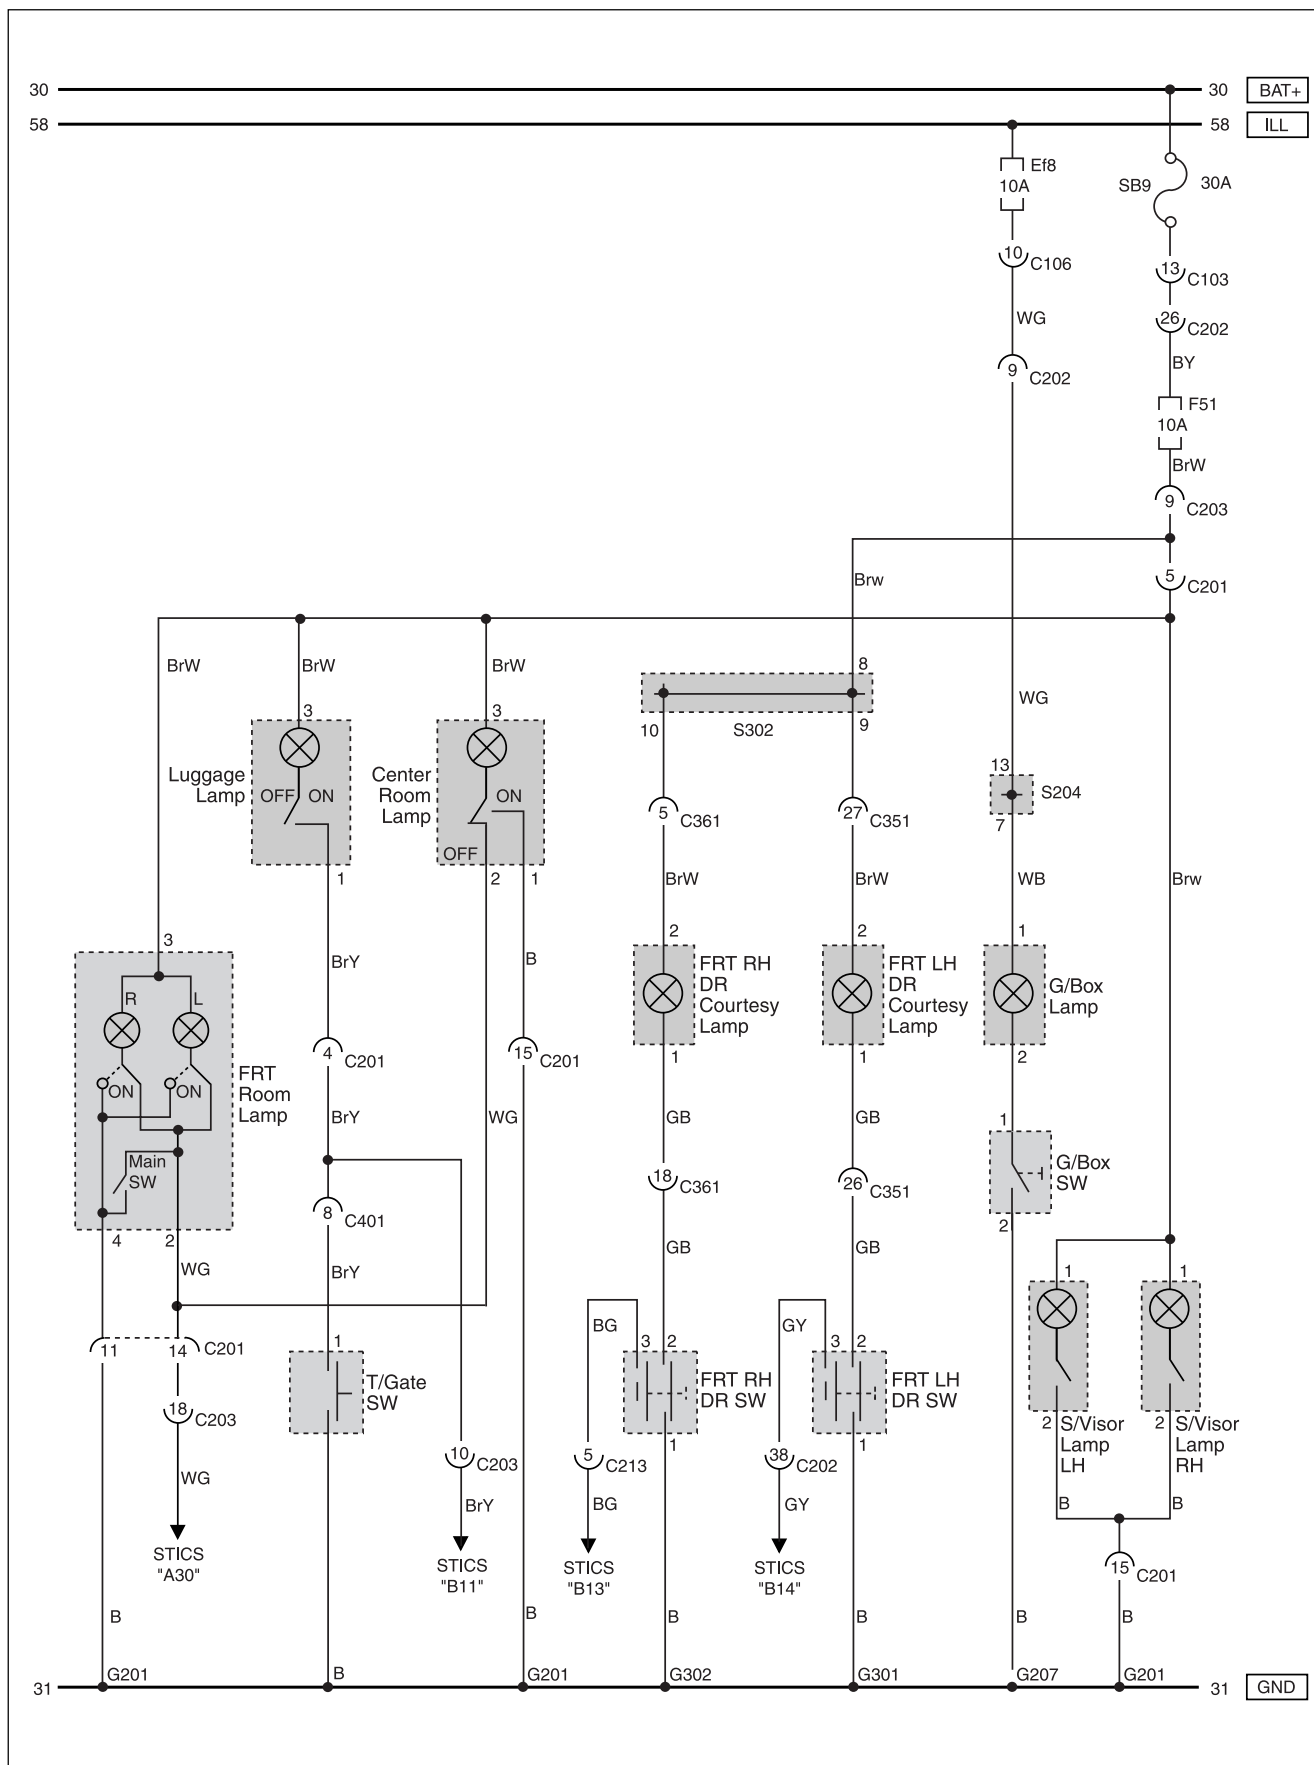 30
30
BAT+
58
58
ILL
Ef8
10A
SB9
30A
10
C106
13
C103
WG
26
C202
BY
9
C202
F51
10A
BrW
9
C203
Brw
5
C201
BrW
BrW
BrW
8
WG
3
3
10
S302
9
13
S204
7
Luggage
Lamp
OFF
ON
Center
Room
Lamp
ON
OFF
5
C361
27
C351
1
2
1
BrW
BrW
WB
Brw
3
2
2
1
BrY
B
R
L
FRT RH
DR
Courtesy
Lamp
FRT LH
DR
Courtesy
Lamp
G/Box
Lamp
ON
ON
FRT
Room
Lamp
4
C201
15
C201
1
1
2
BrY
WG
GB
GB
1
Main
SW
G/Box
SW
18
C361
26
C351
8
C401
2
4
2
WG
BrY
GB
GB
1
1
BG
GY
11
14
C201
1
3
2
3
2
T/Gate
SW
FRT RH
DR SW
FRT LH
DR SW
18
C203
2
S/Visor
Lamp
LH
2
S/Visor
Lamp
RH
1
1
10
C203
5
C213
38
C202
WG
BrY
BG
GY
B
B
STICS
"A30"
STICS
"B11"
STICS
"B13"
STICS
"B14"
15
C201
B
B
B
B
B
B
G201
B
G201
G302
G301
G207
G201
31
31
GND